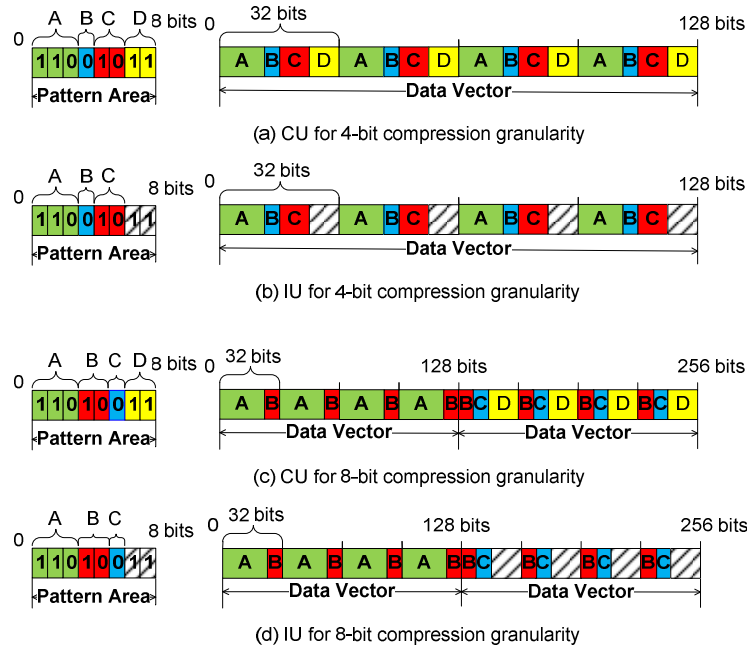 A B C D 8 bits 0 32 bits 128 bits
0
1 1 0 0 1 0 1 1 A B C D A B C D A B C D A B C D
Pattern Area Data Vector
(a) CU for 4-bit compression granularity
A B C 8 bits 0 32 bits 128 bits
0
1 1 0 0 1 0 1 1 A B C A B C A B C A B C
Pattern Area Data Vector
(b) IU for 4-bit compression granularity
A B C D 8 bits 0 32 bits 128 bits 256 bits
0
1 1 0 1 0 0 1 1 A B A B A B A B B C D B C D B C D B C D
Pattern Area Data Vector Data Vector
(c) CU for 8-bit compression granularity
A B C 8 bits 0 32 bits 128 bits 256 bits
0
1 1 0 1 0 0 1 1 A B A B A B A B B C B C B C B C
Pattern Area Data Vector Data Vector
(d) IU for 8-bit compression granularity